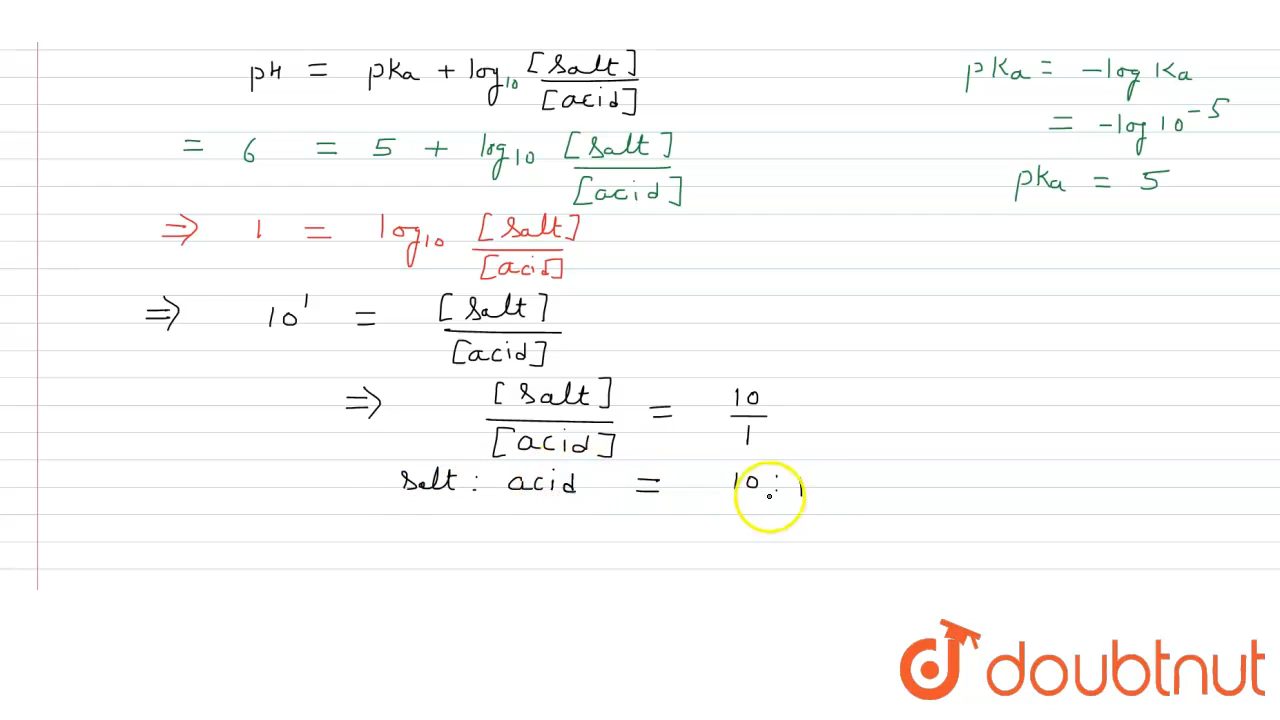 pH = pKa + log₁₀ [Salt]/[acid]
pKa = -log Ka
= 6 = 5 + log₁₀ [Salt]/[acid]
= -log 10⁻⁵
pKa = 5
⇒ 1 = log₁₀ [Salt]/[acid]
⇒ 10¹ = [Salt]/[acid]
⇒ [Salt]/[acid] = 10/1
Salt : acid = 10 : 1
doubtnut